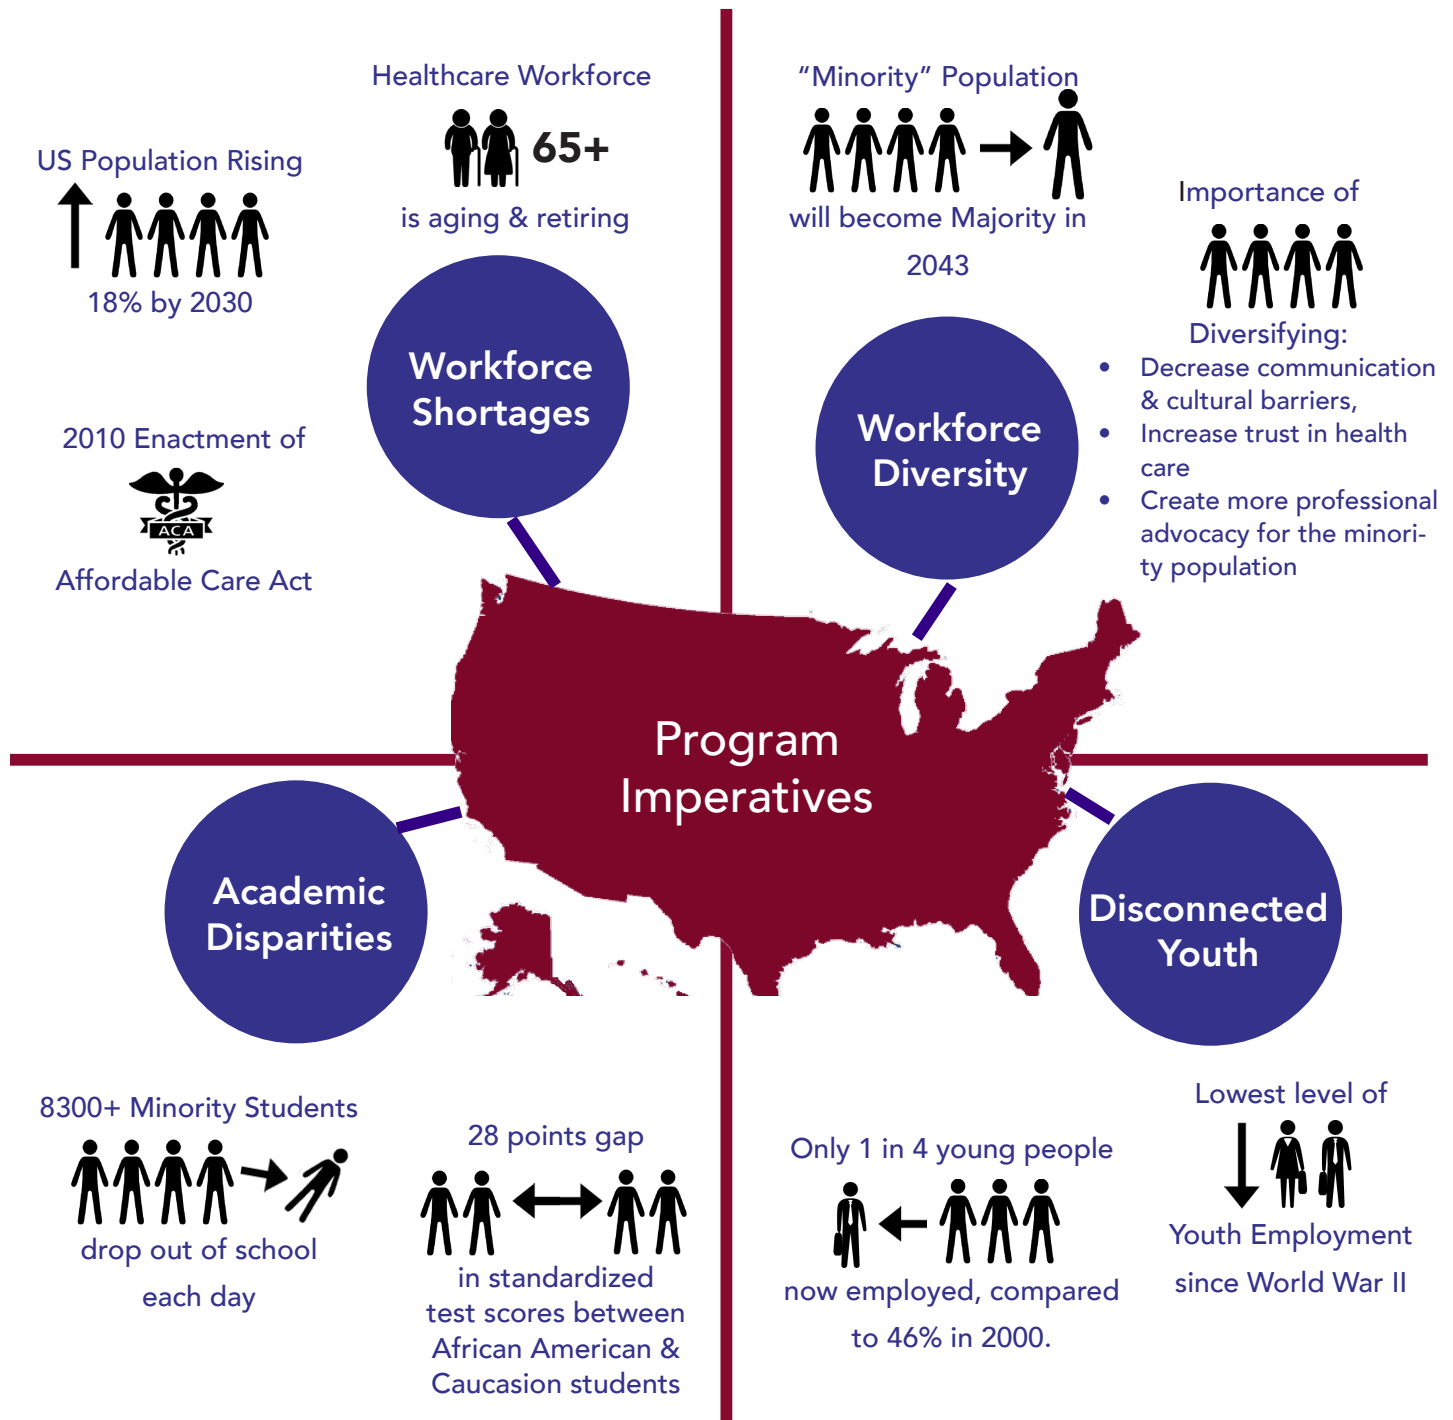 Healthcare Workforce
65+
is aging & retiring
US Population Rising
18% by 2030
2010 Enactment of
ACA
Affordable Care Act
Workforce
Shortages
“Minority” Population
will become Majority in
2043
Importance of
Diversifying:
• Decrease communication
& cultural barriers,
• Increase trust in health
care
• Create more professional
advocacy for the minori-
ty population
Workforce
Diversity
Program
Imperatives
Academic
Disparities
8300+ Minority Students
drop out of school
each day
28 points gap
in standardized
test scores between
African American &
Caucasion students
Disconnected
Youth
Only 1 in 4 young people
now employed, compared
to 46% in 2000.
Lowest level of
Youth Employment
since World War II